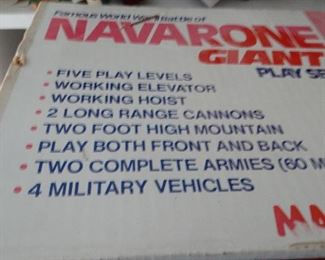 Famous World War II Battle of
NAVARONE
GIANT
PLAY SE
• FIVE PLAY LEVELS
• WORKING ELEVATOR
• WORKING HOIST
• 2 LONG RANGE CANNONS
• TWO FOOT HIGH MOUNTAIN
• PLAY BOTH FRONT AND BACK
• TWO COMPLETE ARMIES (60 M
• 4 MILITARY VEHICLES
MA